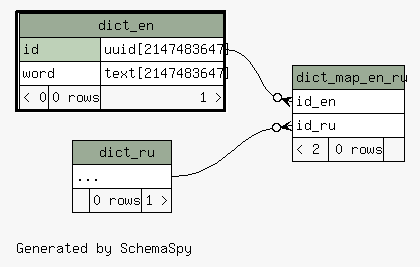 dict_en
id uuid[2147483647]
word text[2147483647]
< 0 0 rows 1 >
dict_map_en_ru
id_en
id_ru
< 2 0 rows
dict_ru
...
0 rows 1 >
Generated by SchemaSpy